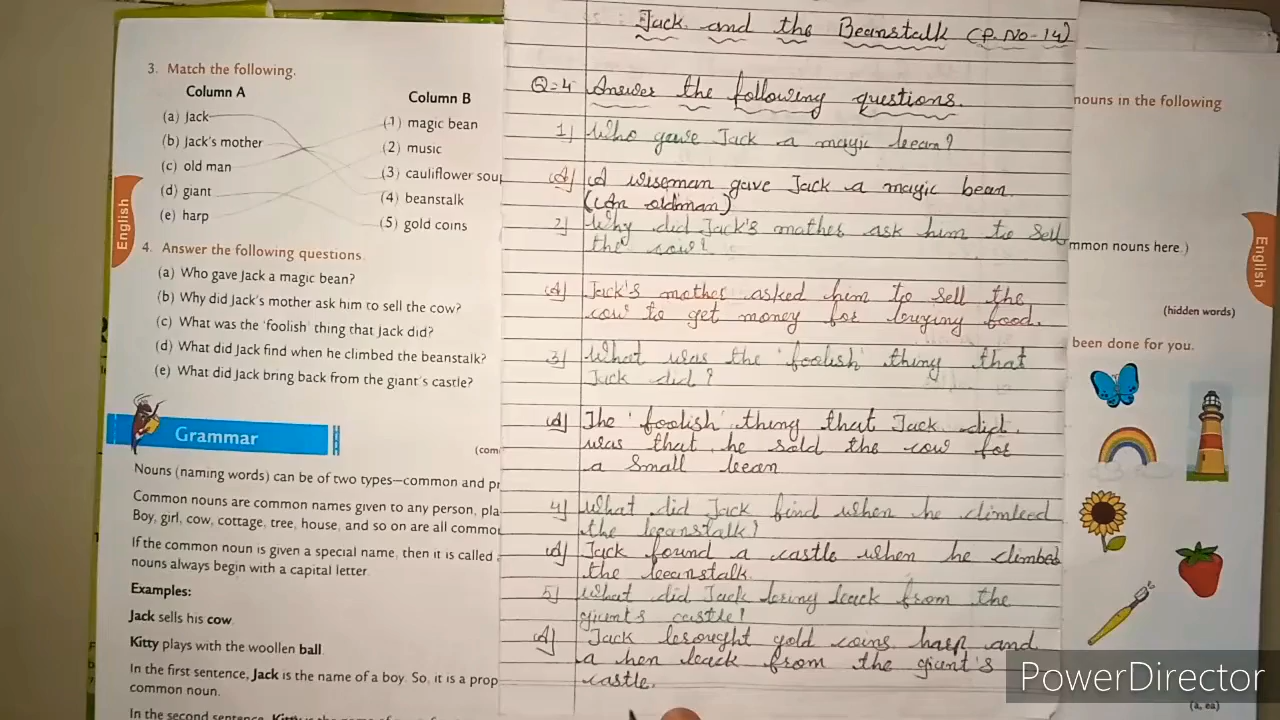 3. Match the following.
Column A
Column B
(a) Jack
(b) Jack's mother
(c) old man
(d) giant
(e) harp
(1) magic bean
(2) music
(3) cauliflower sou
(4) beanstalk
(5) gold coins
English
4. Answer the following questions.
(a) Who gave Jack a magic bean?
(b) Why did Jack's mother ask him to sell the cow?
(c) What was the 'foolish' thing that Jack did?
(d) What did Jack find when he climbed the beanstalk?
(e) What did Jack bring back from the giant's castle?
Grammar
(com
Nouns (naming words) can be of two types—common and pr
Common nouns are common names given to any person, pla
Boy, girl, cow, cottage, tree, house, and so on are all commo
If the common noun is given a special name, then it is called
nouns always begin with a capital letter.
Examples:
Jack sells his cow.
Kitty plays with the woollen ball.
In the first sentence, Jack is the name of a boy. So, it is a prop
common noun.
In the second sentence, Kitty is the name of
Jack and the Beanstalk (P. No-14)
Q=4 Answer the following questions.
1) Who gave Jack a magic bean?
(A) A wiseman gave Jack a magic bean.
(An oldman)
2) Why did Jack's mother ask him to sell
the cow?
(A) Jack's mother asked him to sell the
cow to get money for buying food.
3) What was the 'foolish' thing that
Jack did?
(A) The 'foolish' thing that Jack did.
was that he sold the cow for
a small bean
4) What did Jack find when he climbed
the beanstalk?
(A) Jack found a castle when he climbed
the beanstalk.
5) What did Jack bring back from the
giant's castle?
(A) Jack brought gold coins harp and
a hen back from the giant's
castle.
nouns in the following
mmon nouns here.)
English
(hidden words)
been done for you.
PowerDirector
(a, ea)